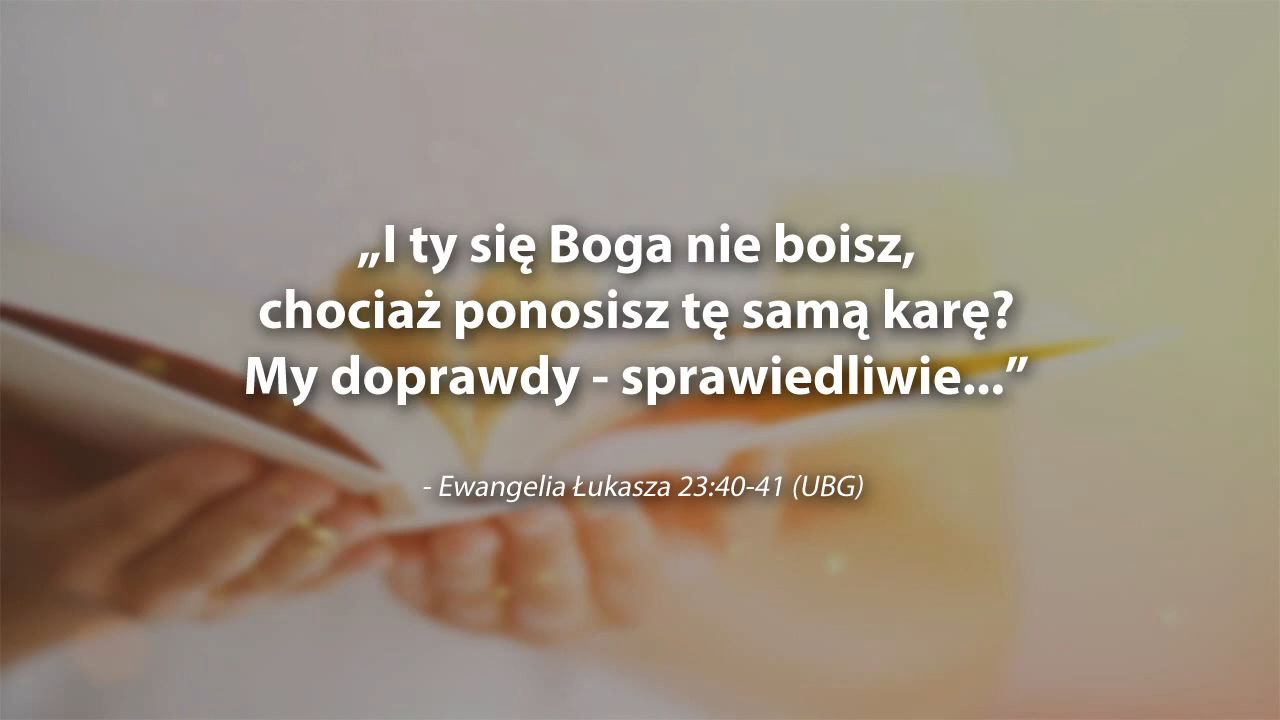 „I ty się Boga nie boisz,
chociaż ponosisz tę samą karę?
My doprawdy - sprawiedliwie...”
- Ewangelia Łukasza 23:40-41 (UBG)